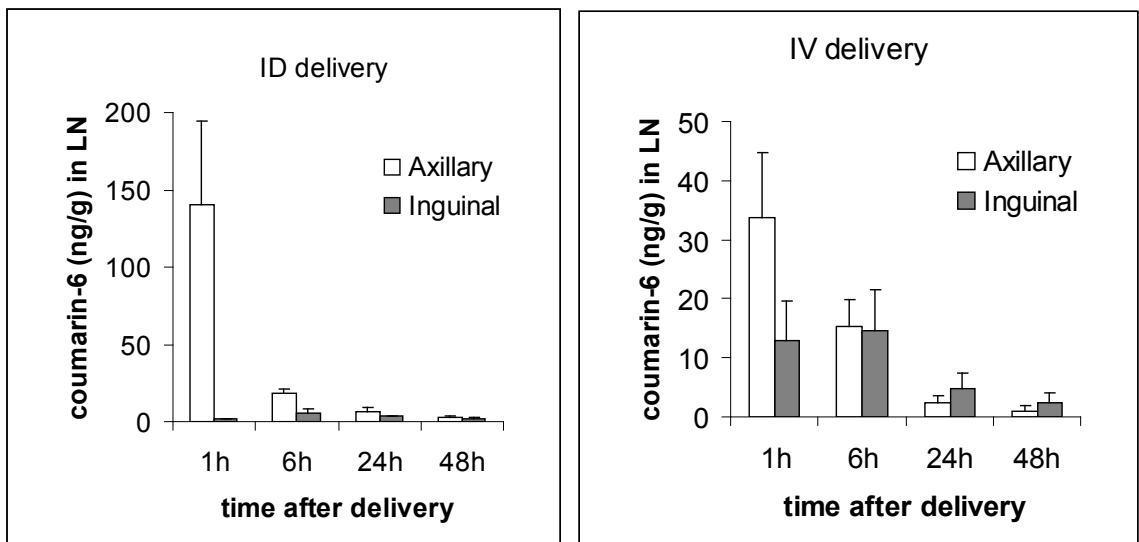 ID delivery
coumarin-6 (ng/g) in LN
200
150
100
50
0
Axillary
Inguinal
1h 6h 24h 48h
time after delivery
IV delivery
coumarin-6 (ng/g) in LN
50
40
30
20
10
0
Axillary
Inguinal
1h 6h 24h 48h
time after delivery